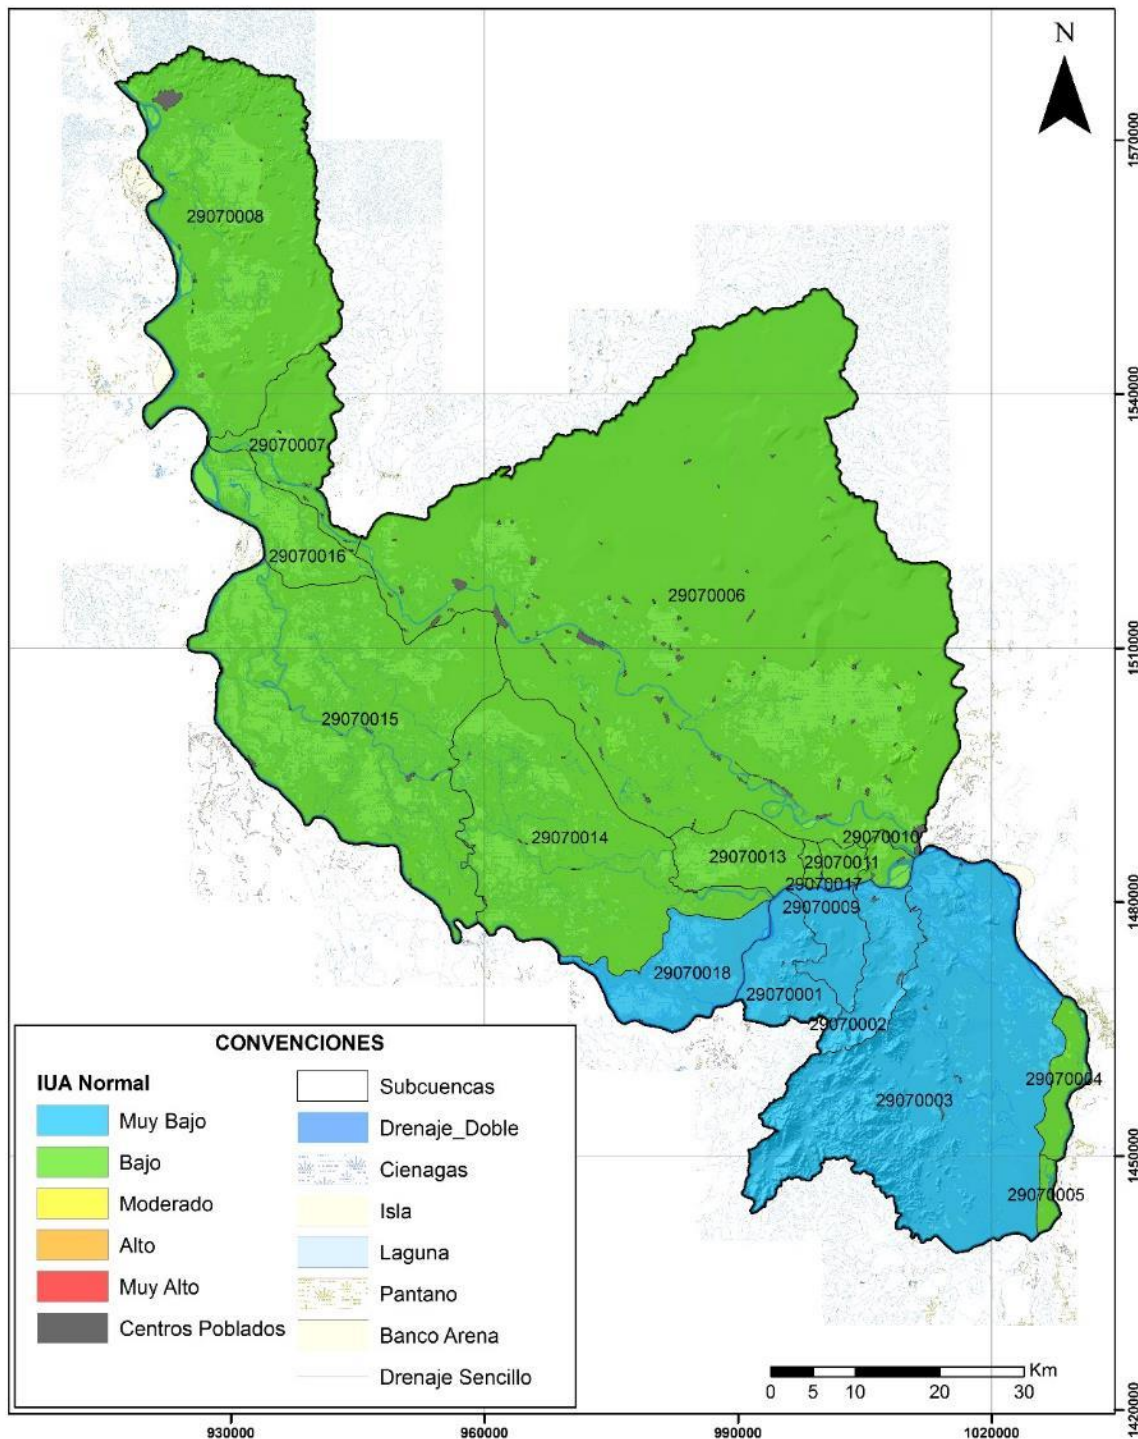 N
1570000
29070008
1540000
29070007
29070016
29070006
1510000
29070015
29070014
29070010
29070013
29070011
29070017
29070009
1480000
29070018
29070001
29070002
29070004
29070003
1450000
29070005
CONVENCIONES
IUA Normal
Muy Bajo
Bajo
Moderado
Alto
Muy Alto
Centros Poblados
Subcuencas
Drenaje_Doble
Cienagas
Isla
Laguna
Pantano
Banco Arena
Drenaje Sencillo
Km
0 5 10 20 30
1420000
930000 960000 990000 1020000